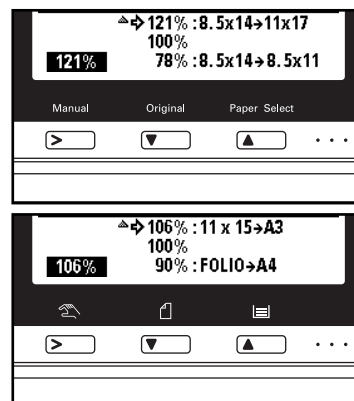 121% : 8.5x14→11x17
100%
121%
78% : 8.5x14→8.5x11
Manual Original Paper Select
106% : 11 x 15→A3
100%
106%
90% : FOLIO→A4